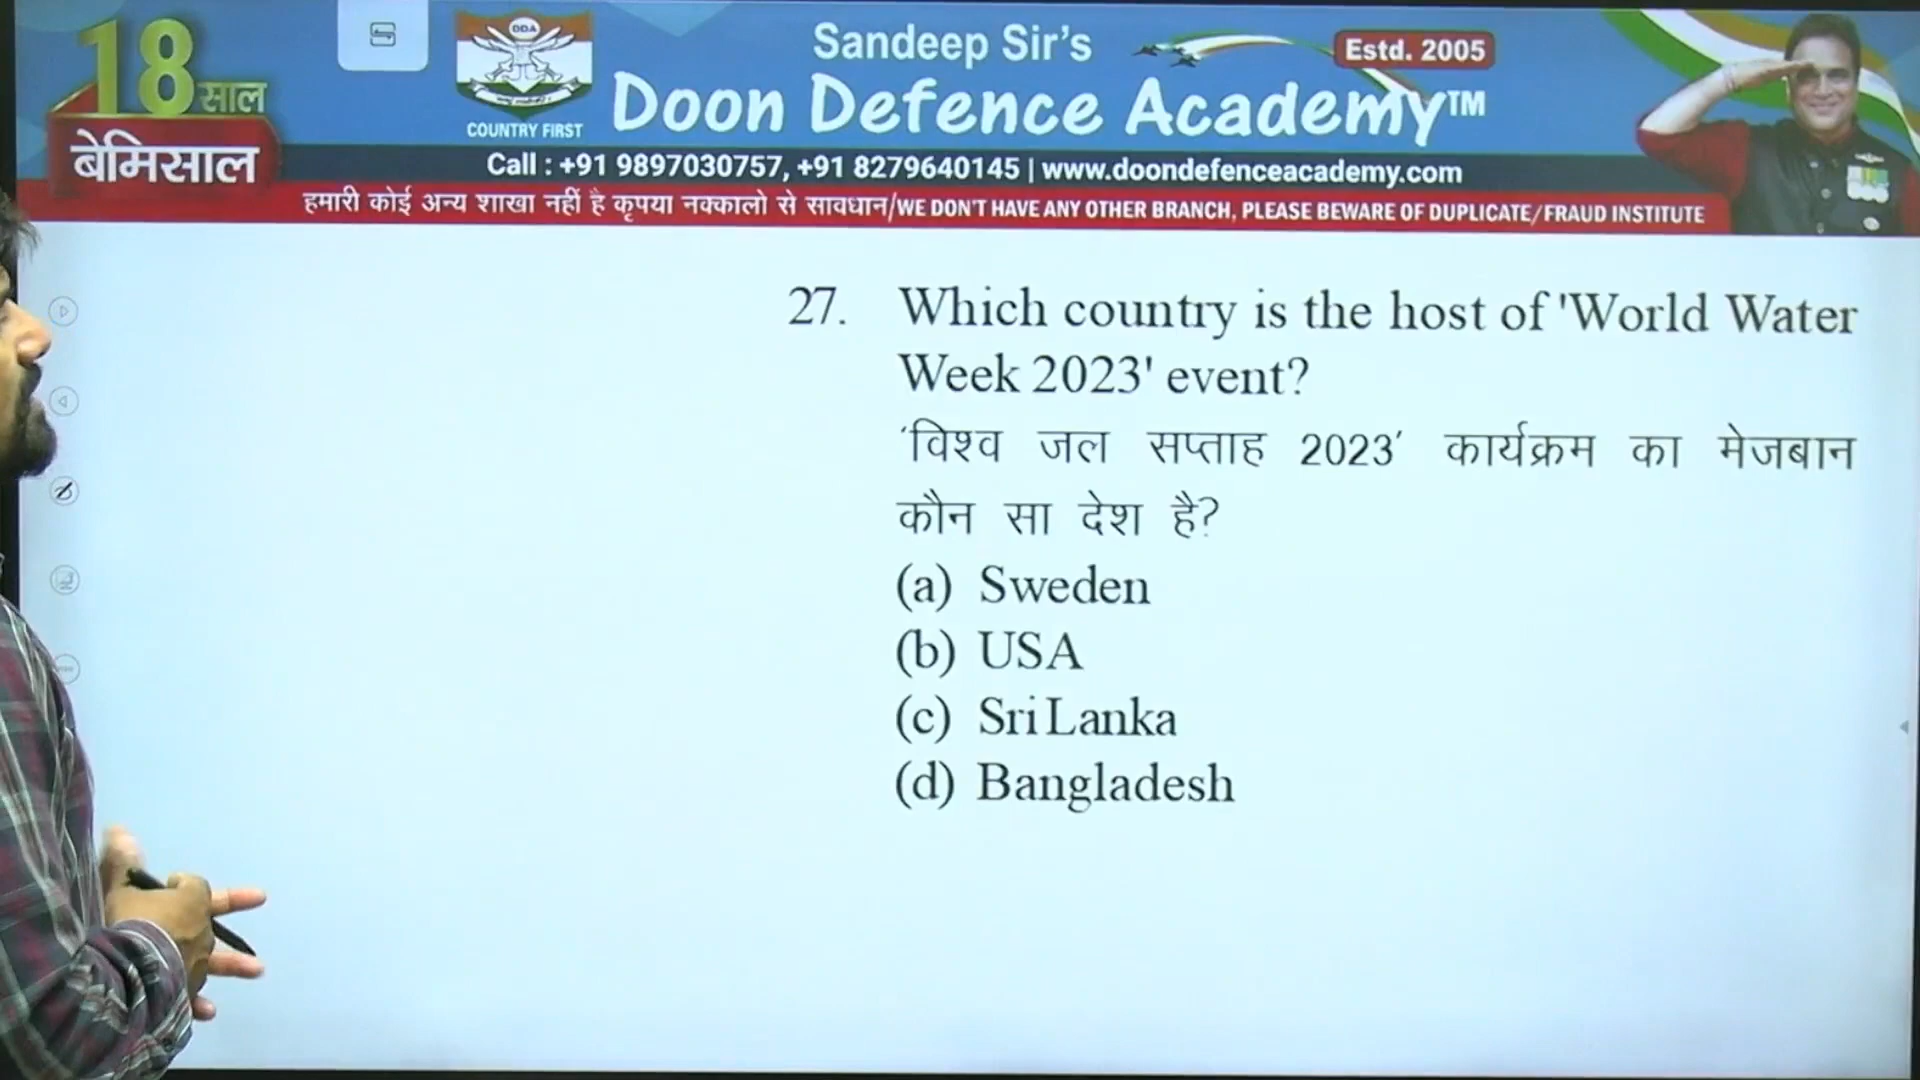 18 साल
बेमिसाल
DDA
COUNTRY FIRST
Sandeep Sir's
Estd. 2005
Doon Defence Academy™
Call : +91 9897030757, +91 8279640145 | www.doondefenceacademy.com
हमारी कोई अन्य शाखा नहीं है कृपया नक्कालो से सावधान/WE DON'T HAVE ANY OTHER BRANCH, PLEASE BEWARE OF DUPLICATE/FRAUD INSTITUTE
27. Which country is the host of 'World Water
Week 2023' event?
‘विश्व जल सप्ताह 2023’ कार्यक्रम का मेजबान
कौन सा देश है?
(a) Sweden
(b) USA
(c) Sri Lanka
(d) Bangladesh